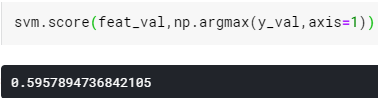 svm.score(feat_val,np.argmax(y_val,axis=1))
0.5957894736842105